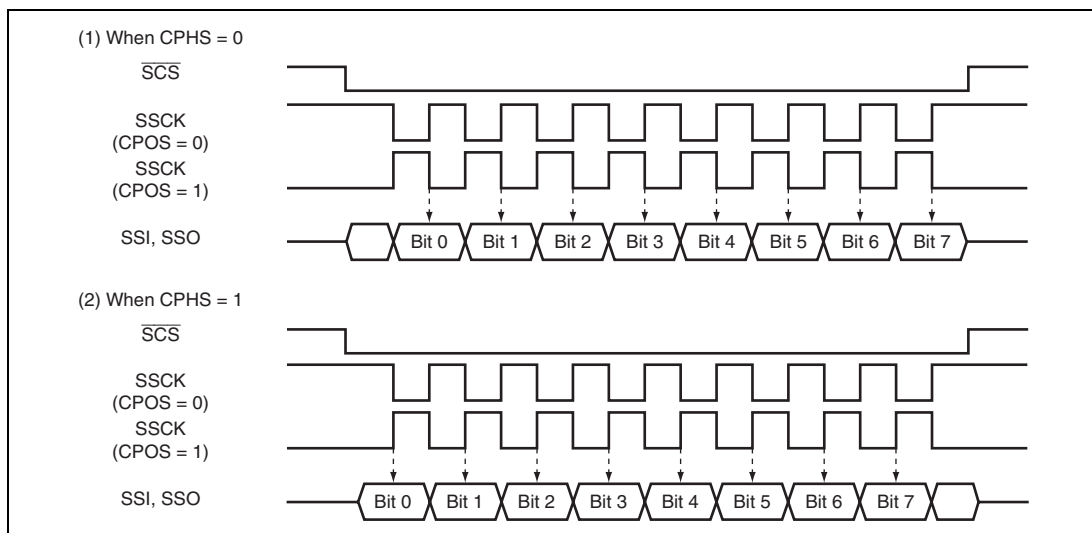 (1) When CPHS = 0
SCS
SSCK
(CPOS = 0)
SSCK
(CPOS = 1)
SSI, SSO
Bit 0 Bit 1 Bit 2 Bit 3 Bit 4 Bit 5 Bit 6 Bit 7
(2) When CPHS = 1
SCS
SSCK
(CPOS = 0)
SSCK
(CPOS = 1)
SSI, SSO
Bit 0 Bit 1 Bit 2 Bit 3 Bit 4 Bit 5 Bit 6 Bit 7